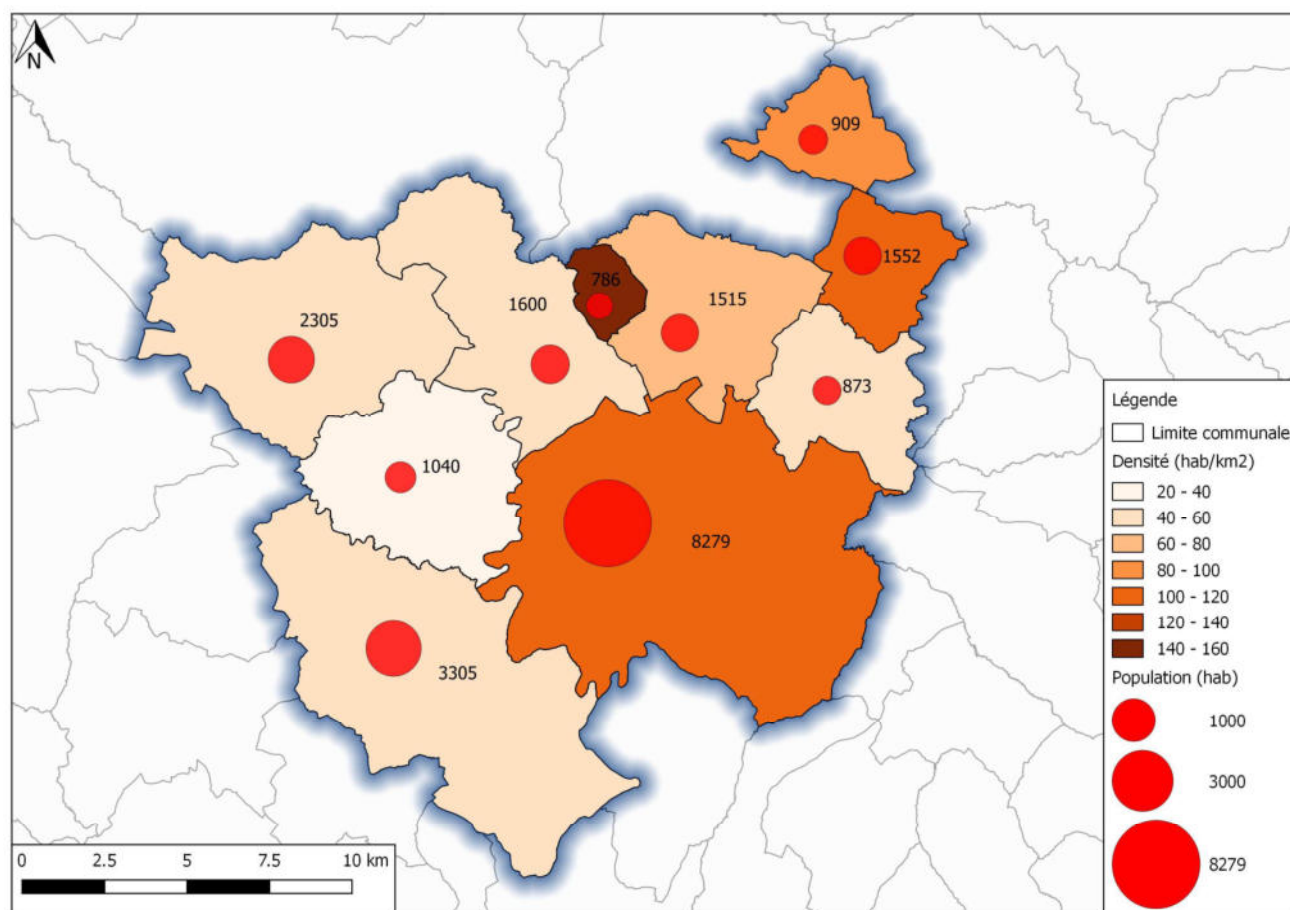 N
909
1552
786
1600
1515
2305
873
1040
8279
3305
Légende
Limite communale
Densité (hab/km2)
20 - 40
40 - 60
60 - 80
80 - 100
100 - 120
120 - 140
140 - 160
Population (hab)
1000
3000
8279
0 2.5 5 7.5 10 km